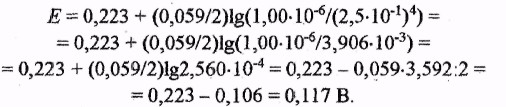 E = 0,223 + (0,059/2)lg(1,00·10⁻⁶/(2,5·10⁻¹)⁴) =
= 0,223 + (0,059/2)lg(1,00·10⁻⁶/3,906·10⁻³) =
= 0,223 + (0,059/2)lg2,560·10⁻⁴ = 0,223 – 0,059·3,592:2 =
= 0,223 – 0,106 = 0,117 В.